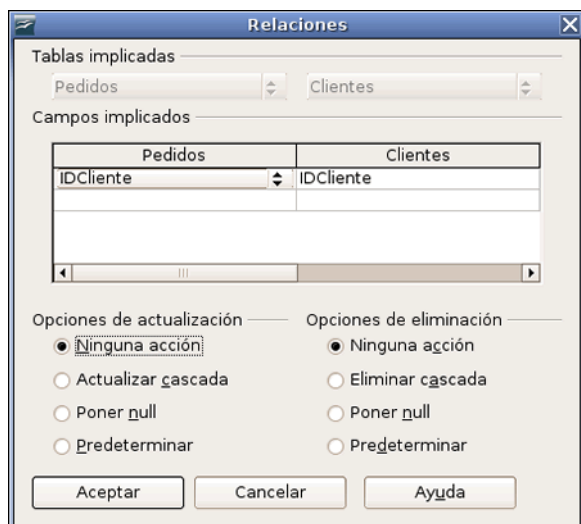 Relaciones
Tablas implicadas
Pedidos Clientes
Campos implicados
Pedidos Clientes
IDCliente IDCliente
Opciones de actualización Opciones de eliminación
Ninguna acción Ninguna acción
Actualizar cascada Eliminar cascada
Poner null Poner null
Predeterminar Predeterminar
Aceptar Cancelar Ayuda